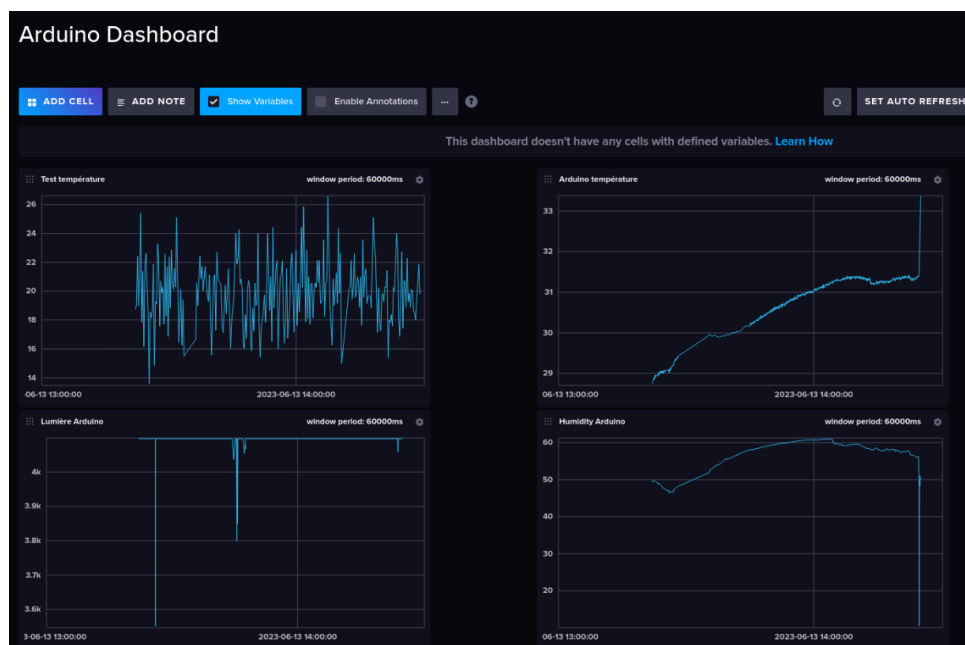 Arduino Dashboard
ADD CELL ADD NOTE Show Variables Enable Annotations ... ? SET AUTO REFRESH
This dashboard doesn't have any cells with defined variables. Learn How
Test température window period: 60000ms
26
24
22
20
18
16
14
-06-13 13:00:00 2023-06-13 14:00:00
Arduino température window period: 60000ms
33
32
31
30
29
06-13 13:00:00 2023-06-13 14:00:00
Lumière Arduino window period: 60000ms
4k
3.9k
3.8k
3.7k
3.6k
3-06-13 13:00:00 2023-06-13 14:00:00
Humidity Arduino window period: 60000ms
60
50
40
30
20
06-13 13:00:00 2023-06-13 14:00:00